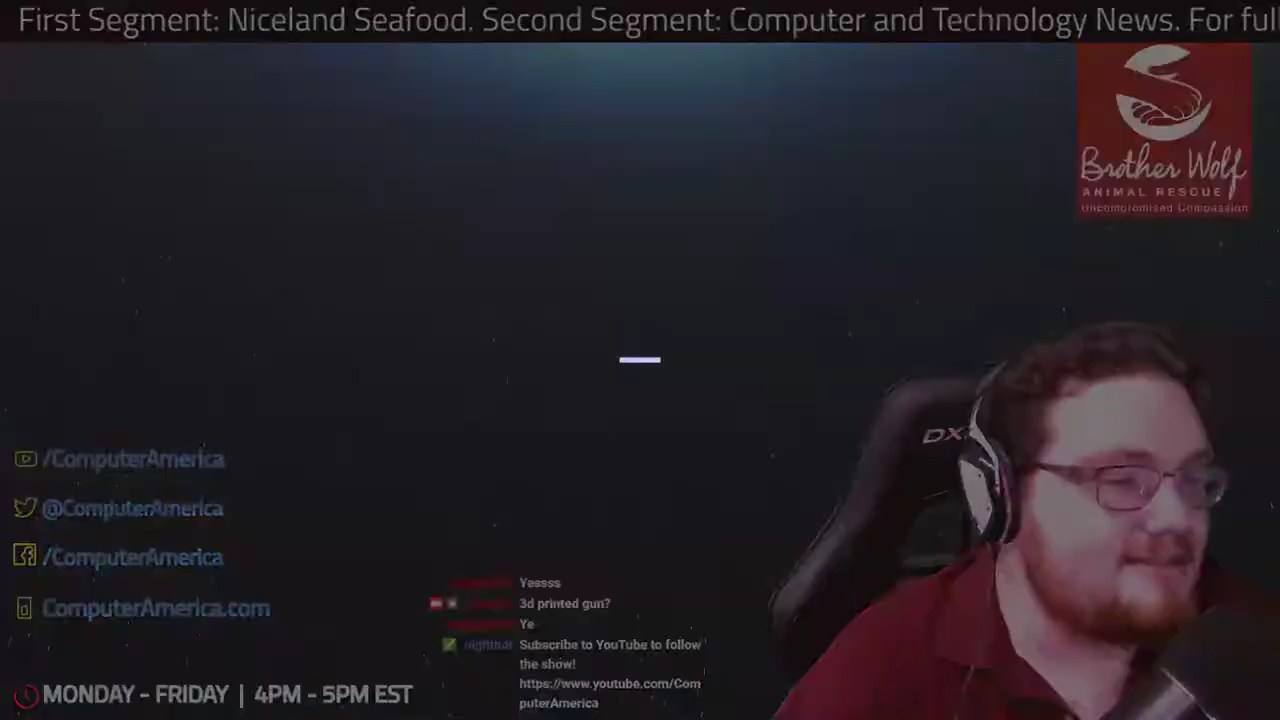 First Segment: Niceland Seafood. Second Segment: Computer and Technology News. For full
Brother Wolf
ANIMAL RESCUE
Uncompromised Compassion
DX
/ComputerAmerica
@ComputerAmerica
/ComputerAmerica
ComputerAmerica.com
MONDAY - FRIDAY | 4PM - 5PM EST
Yessss
3d printed gun?
Ye
nightbot Subscribe to YouTube to follow
the show!
https://www.youtube.com/Com
puterAmerica